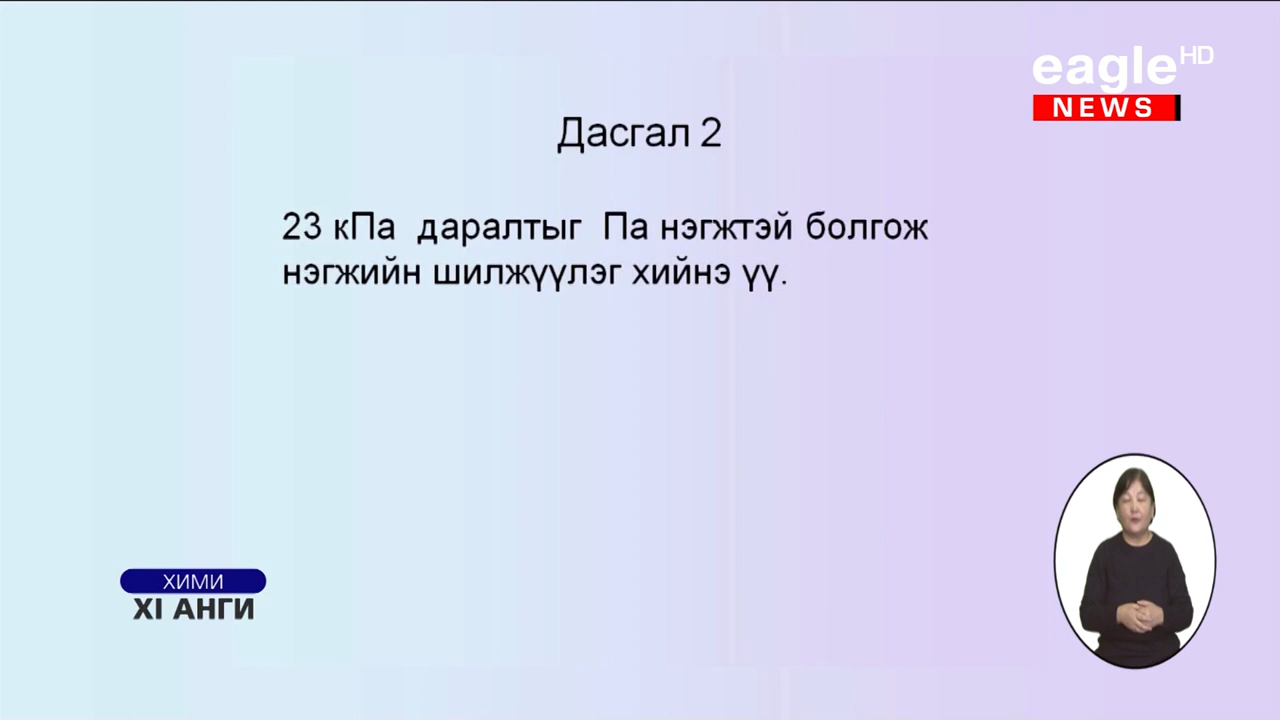 eagle HD
NEWS
Дасгал 2
23 кПа даралтыг Па нэгжтэй болгож
нэгжийн шилжүүлэг хийнэ үү.
ХИМИ
XI АНГИ